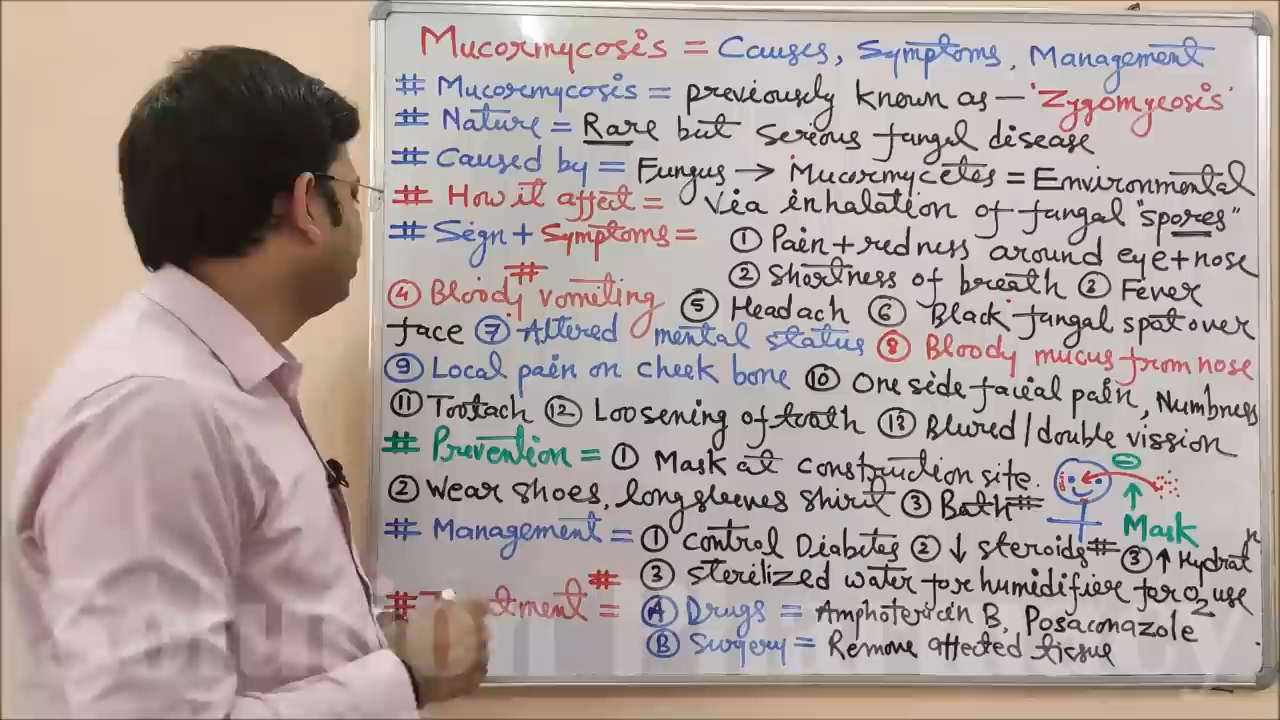 Mucormycosis = Causes, Symptoms, Management
# Mucormycosis = previously known as — 'Zygomycosis'
# Nature = Rare but serious fungal disease
# Caused by = Fungus → Mucormycetes = Environmental
# How it affect = via inhalation of fungal "spores"
# Sign + Symptoms = ① Pain + redness around eye + nose
# ② Shortness of breath ③ Fever
④ Bloody vomiting ⑤ Headach ⑥ Black fungal spot over
face ⑦ Altered mental status ⑧ Bloody mucus from nose
⑨ Local pain on cheek bone ⑩ One side facial pain, Numbness
⑪ Tootach ⑫ Loosening of tooth ⑬ Blured/double vission
# Prevention = ① Mask at construction site.
② Wear shoes, long sleeves shirt ③ Bath #
Mask
# Management = ① Control Diabetes ② ↓ steroids # ③ ↑ Hydratn
③ sterilized water for humidifier for O2 use
# = Ⓐ Drugs = Amphotericin B, Posaconazole
Ⓑ Surgery = Remove affected tissue